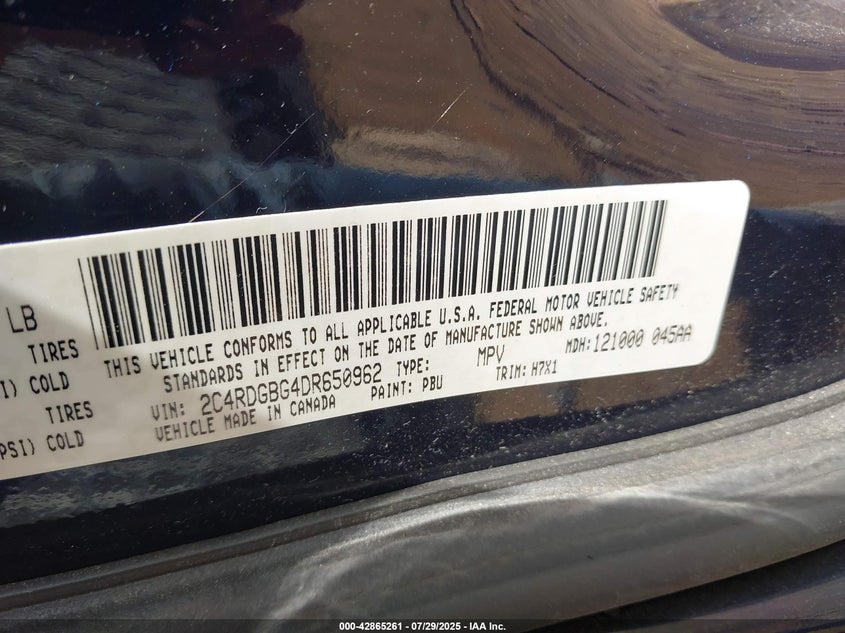 LB
TIRES
I) COLD
TIRES
PSI) COLD
THIS VEHICLE CONFORMS TO ALL APPLICABLE U.S.A. FEDERAL MOTOR VEHICLE SAFETY
STANDARDS IN EFFECT ON THE DATE OF MANUFACTURE SHOWN ABOVE.
VIN: 2C4RDGBG4DR650962 TYPE: MPV MDH:121000 045AA
VEHICLE MADE IN CANADA PAINT: PBU TRIM: H7X1
000-42865261 - 07/29/2025 - IAA Inc.